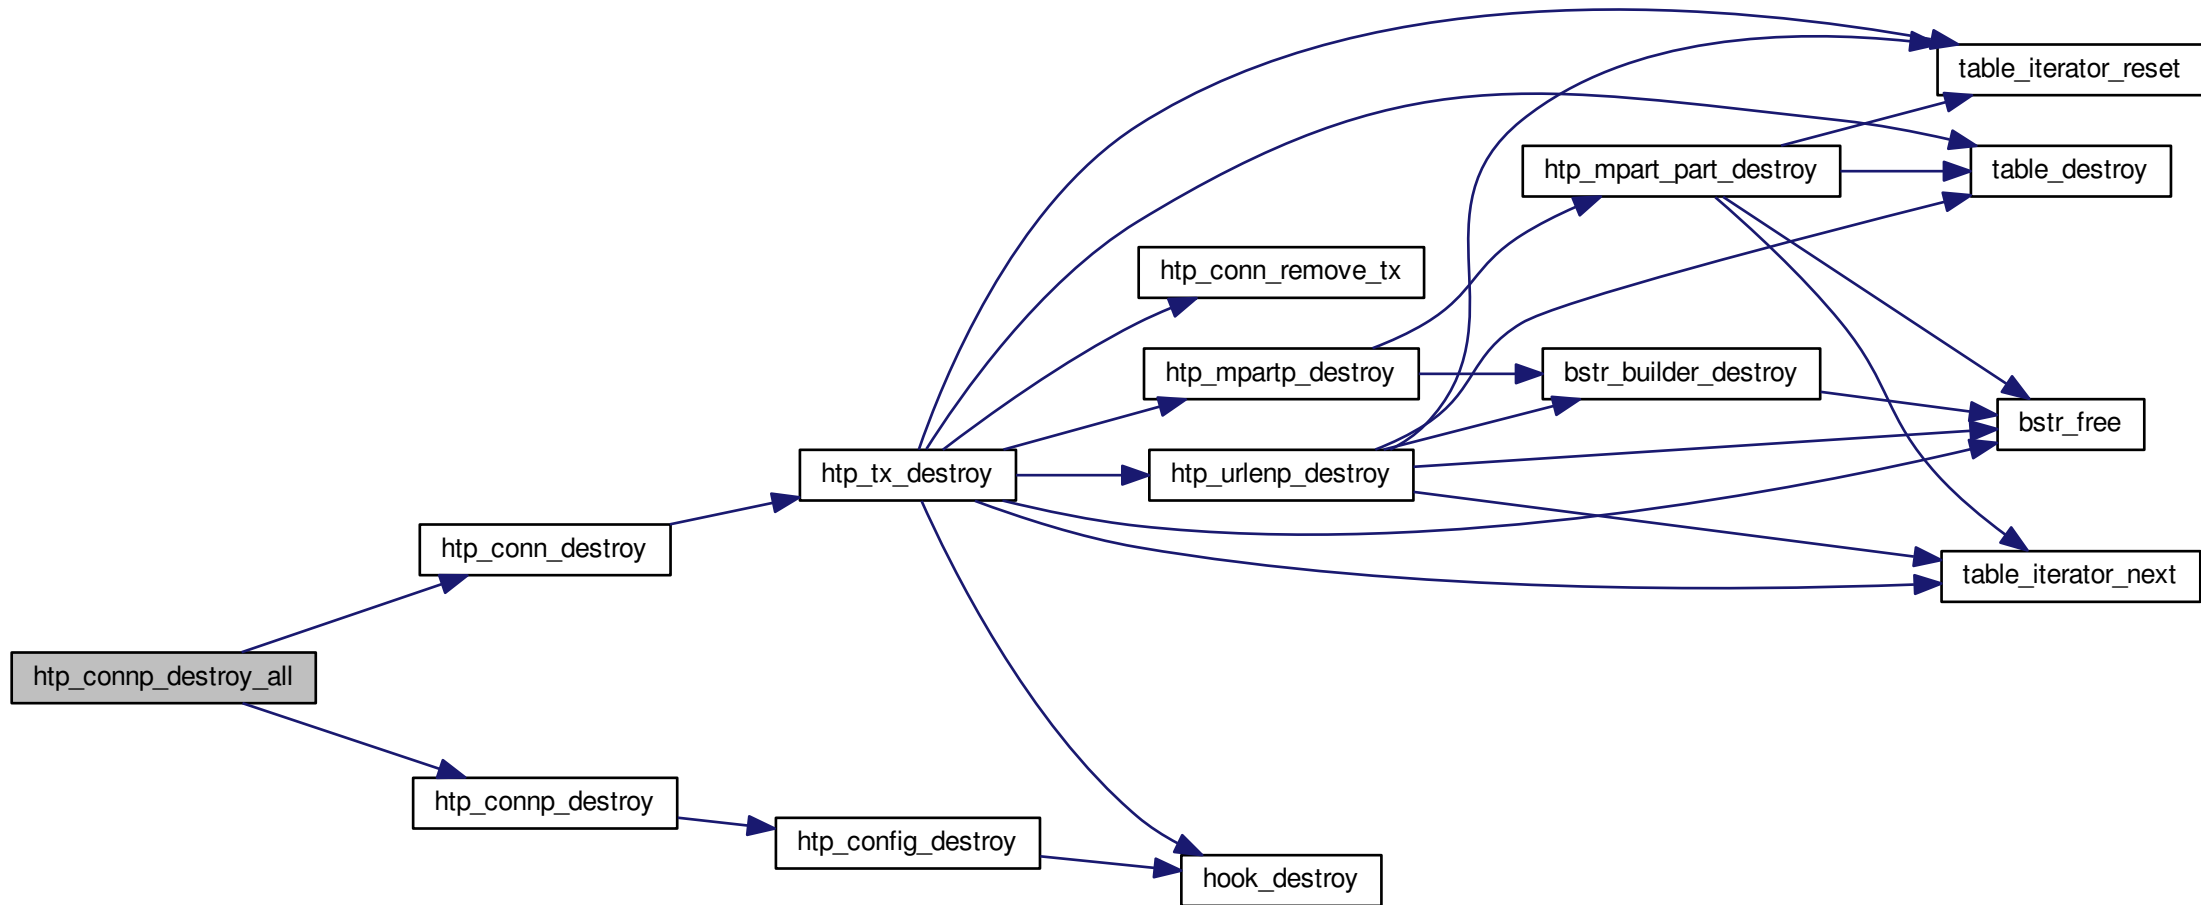 table_iterator_reset
htp_mpart_part_destroy
table_destroy
htp_conn_remove_tx
htp_mpartp_destroy
bstr_builder_destroy
bstr_free
htp_tx_destroy
htp_urlenp_destroy
htp_conn_destroy
table_iterator_next
htp_connp_destroy_all
htp_connp_destroy
htp_config_destroy
hook_destroy